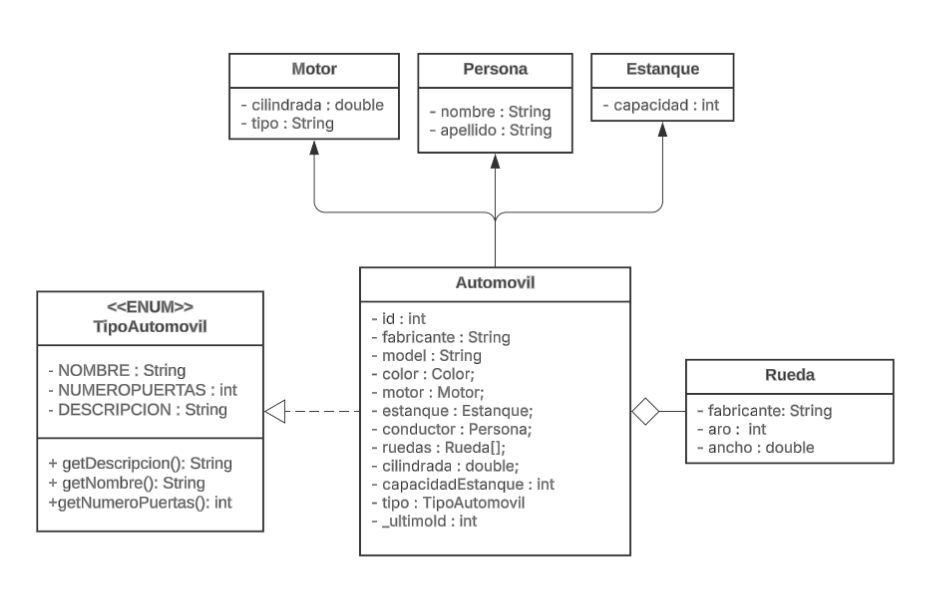 Motor
- cilindrada : double
- tipo : String
Persona
- nombre : String
- apellido : String
Estanque
- capacidad : int
<<ENUM>>
TipoAutomovil
- NOMBRE : String
- NUMEROPUERTAS : int
- DESCRIPCION : String
+ getDescripcion(): String
+ getNombre(): String
+getNumeroPuertas(): int
Automovil
- id : int
- fabricante : String
- model : String
- color : Color;
- motor : Motor;
- estanque : Estanque;
- conductor : Persona;
- ruedas : Rueda[];
- cilindrada : double;
- capacidadEstanque : int
- tipo : TipoAutomovil
- _ultimoId : int
Rueda
- fabricante: String
- aro :  int
- ancho : double